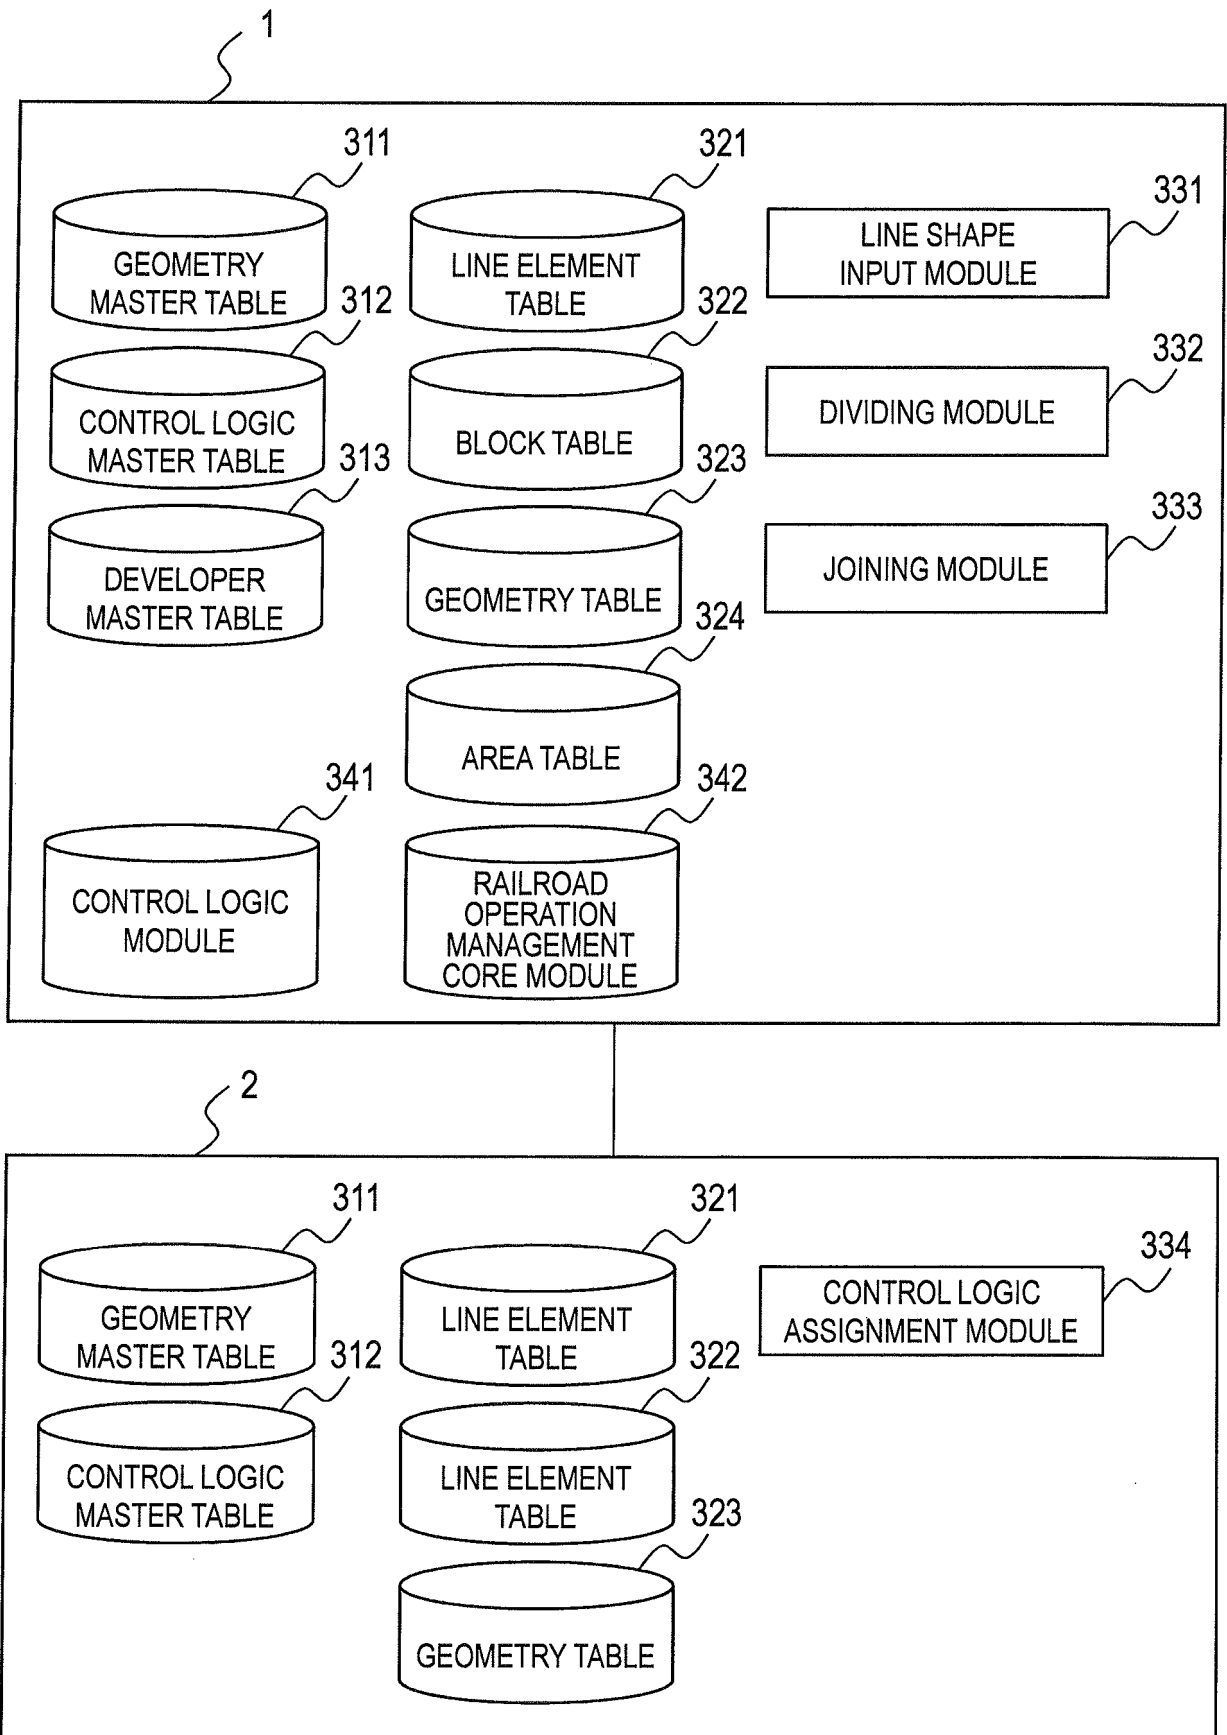 1
311
321
331
GEOMETRY
MASTER TABLE
LINE ELEMENT
TABLE
LINE SHAPE
INPUT MODULE
312
322
332
CONTROL LOGIC
MASTER TABLE
BLOCK TABLE
DIVIDING MODULE
313
323
333
DEVELOPER
MASTER TABLE
GEOMETRY TABLE
JOINING MODULE
324
AREA TABLE
341
342
CONTROL LOGIC
MODULE
RAILROAD
OPERATION
MANAGEMENT
CORE MODULE
2
311
321
334
GEOMETRY
MASTER TABLE
LINE ELEMENT
TABLE
CONTROL LOGIC
ASSIGNMENT MODULE
312
322
CONTROL LOGIC
MASTER TABLE
LINE ELEMENT
TABLE
323
GEOMETRY TABLE